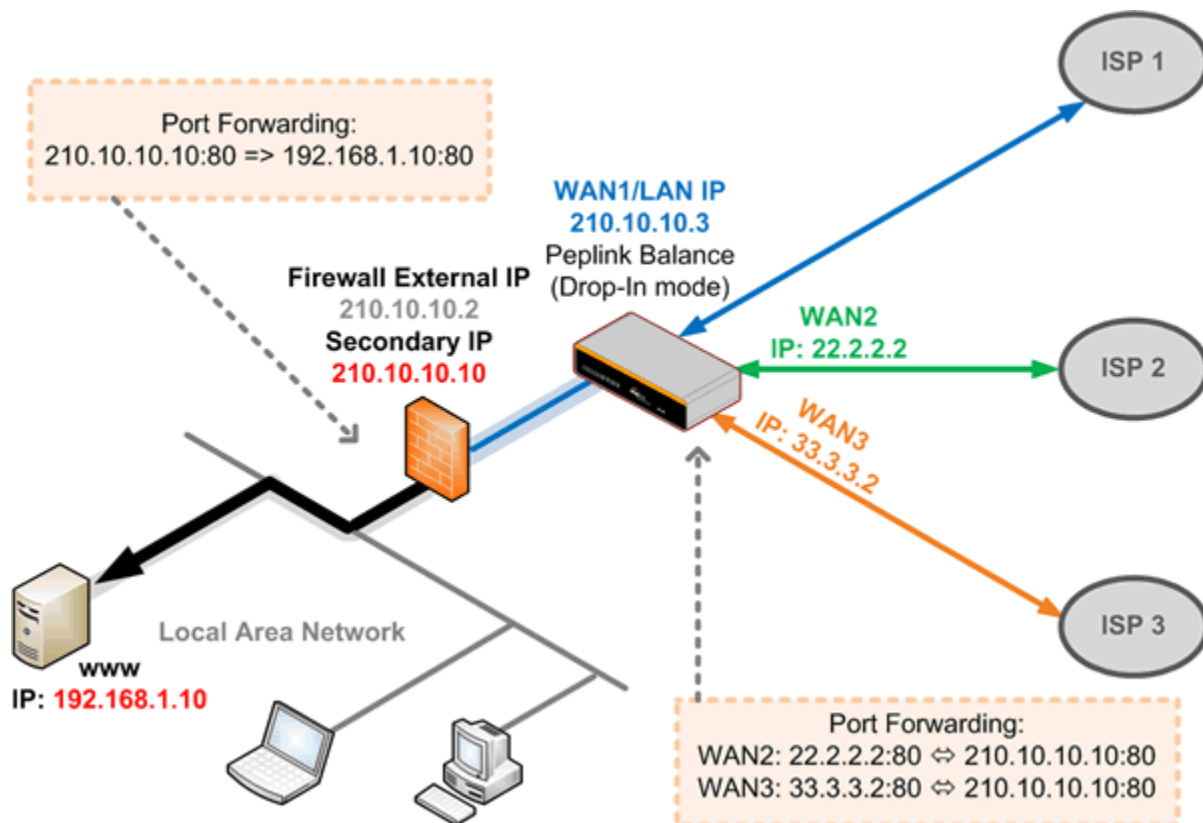 ISP 1
Port Forwarding:
210.10.10.10:80 => 192.168.1.10:80
WAN1/LAN IP
210.10.10.3
Peplink Balance
(Drop-In mode)
Firewall External IP
210.10.10.2
Secondary IP
210.10.10.10
WAN2
IP: 22.2.2.2
ISP 2
WAN3
IP: 33.3.3.2
ISP 3
Local Area Network
www
IP: 192.168.1.10
Port Forwarding:
WAN2: 22.2.2.2:80 ⇔ 210.10.10.10:80
WAN3: 33.3.3.2:80 ⇔ 210.10.10.10:80